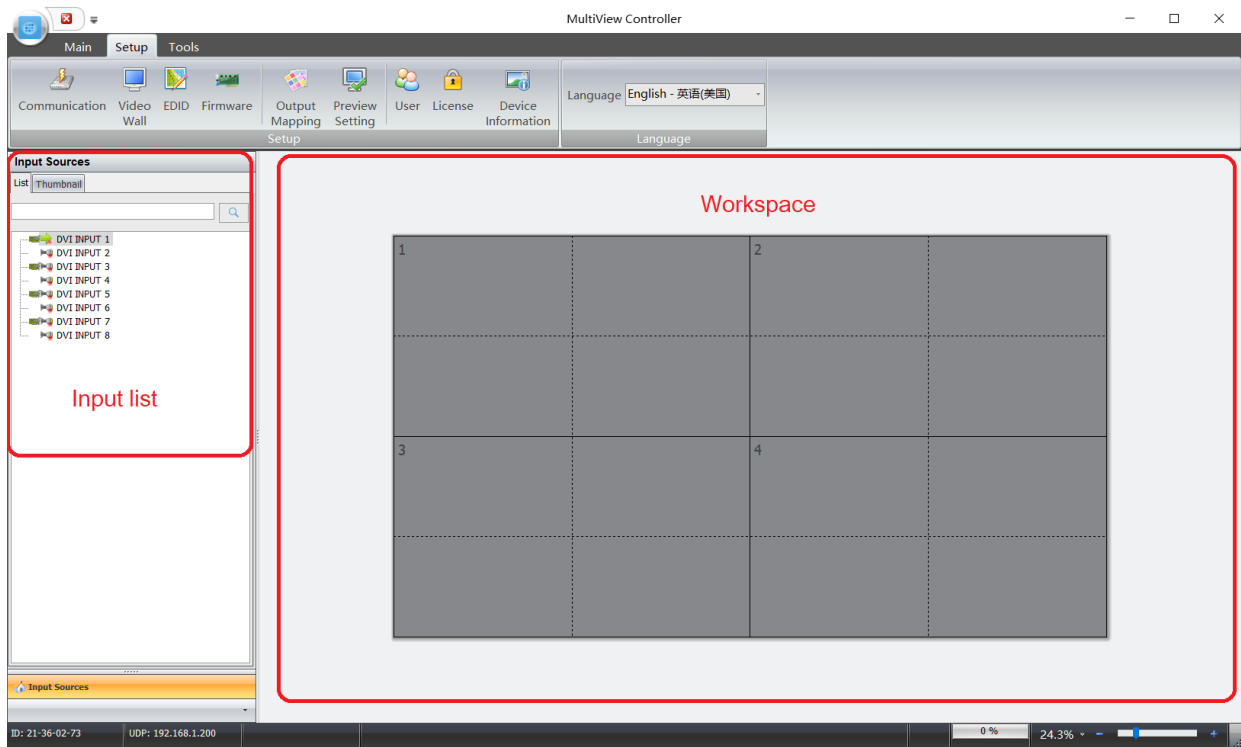 MultiView Controller
Main Setup Tools
Communication Video Wall EDID Firmware Output Mapping Preview Setting User License Device Information
Setup
Language English - 英语(美国)
Language
Input Sources
List Thumbnail
DVI INPUT 1
DVI INPUT 2
DVI INPUT 3
DVI INPUT 4
DVI INPUT 5
DVI INPUT 6
DVI INPUT 7
DVI INPUT 8
Input list
Workspace
1 2
3 4
Input Sources
ID: 21-36-02-73 UDP: 192.168.1.200 0 % 24.3% - +